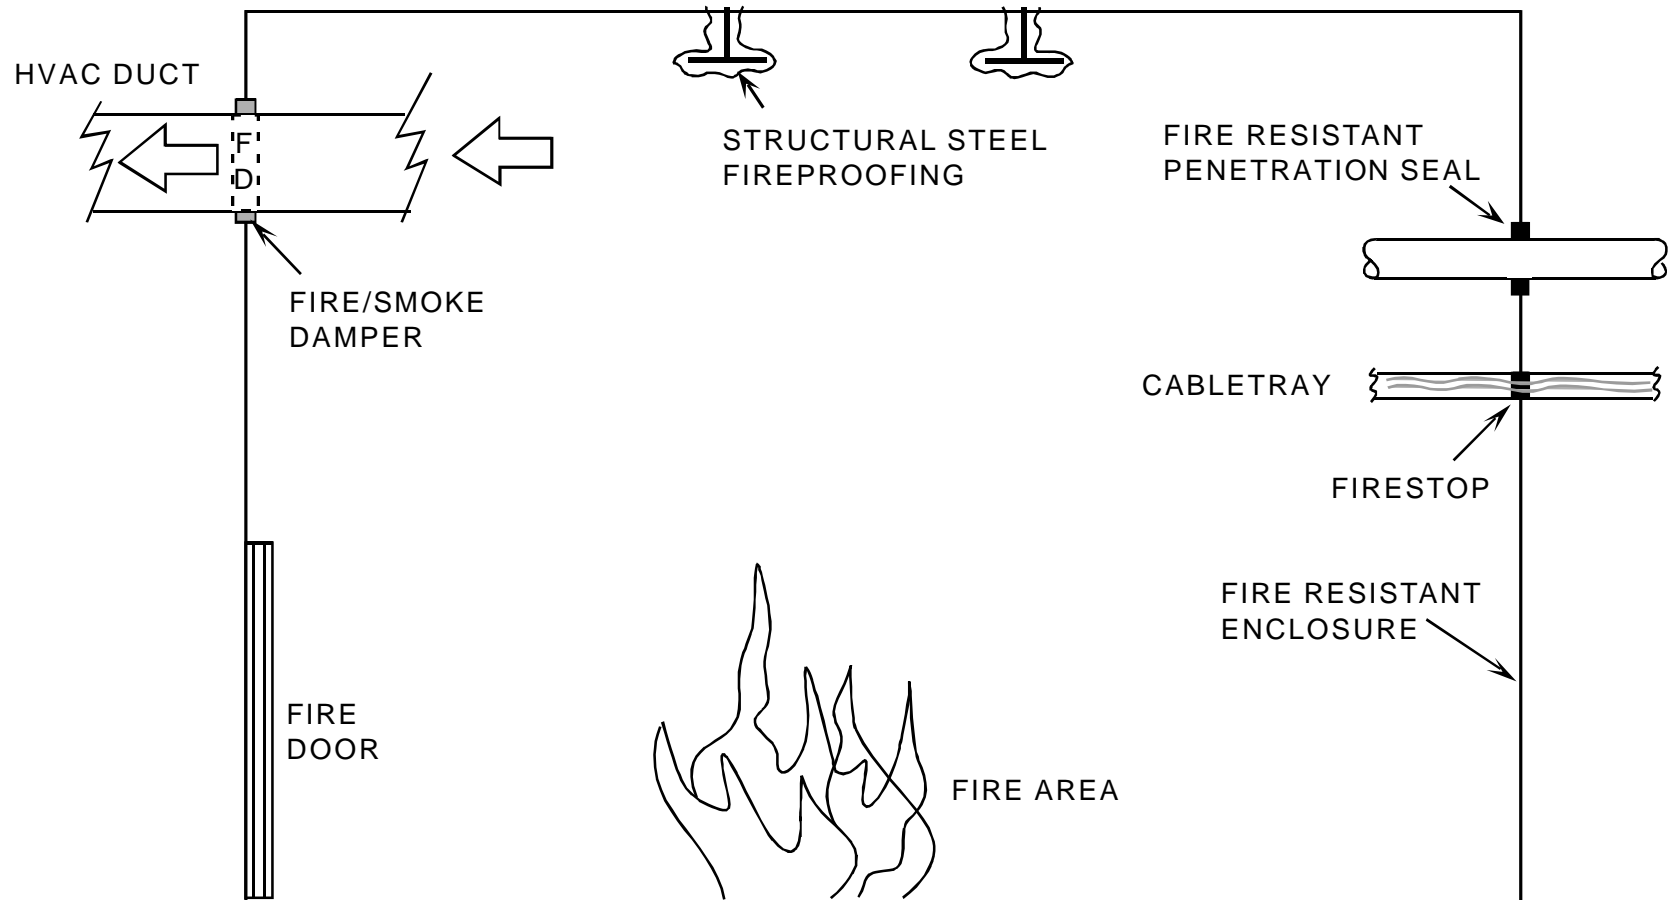 HVAC DUCT
F
D
FIRE/SMOKE
DAMPER
STRUCTURAL STEEL
FIREPROOFING
FIRE RESISTANT
PENETRATION SEAL
CABLETRAY
FIRESTOP
FIRE RESISTANT
ENCLOSURE
FIRE
DOOR
FIRE AREA